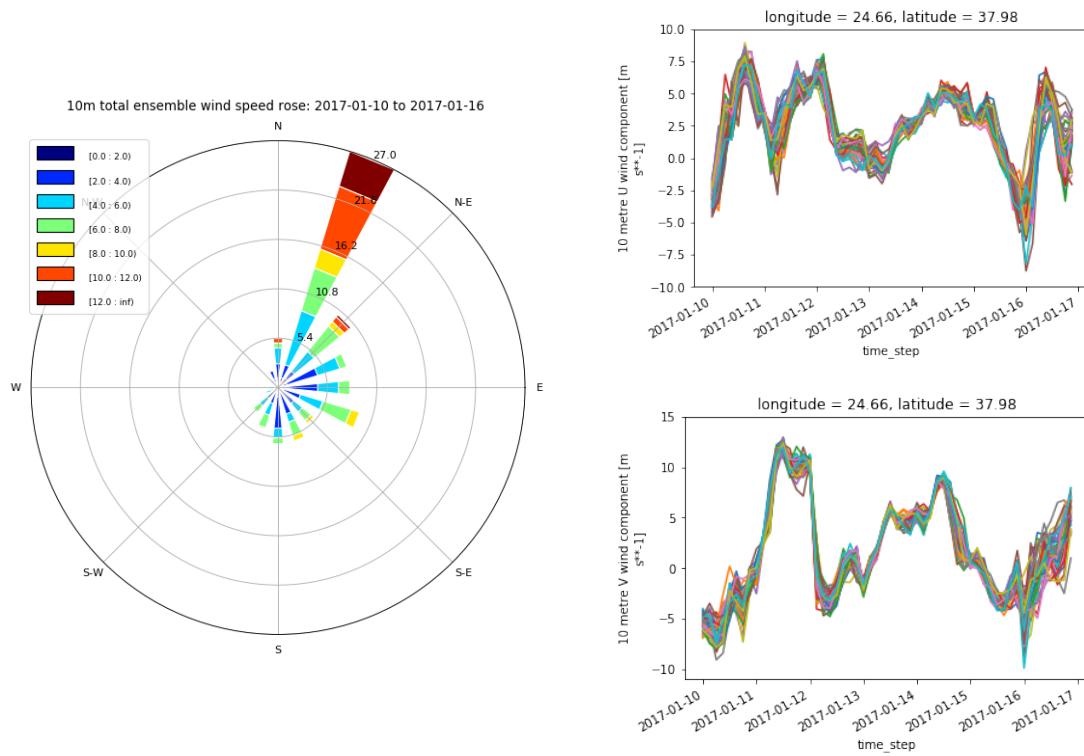 10m total ensemble wind speed rose: 2017-01-10 to 2017-01-16
N
N-E
E
S-E
S
S-W
W
5.4
10.8
16.2
21.6
27.0
[0.0 : 2.0)
[2.0 : 4.0)
[4.0 : 6.0)
[6.0 : 8.0)
[8.0 : 10.0)
[10.0 : 12.0)
[12.0 : inf)
longitude = 24.66, latitude = 37.98
10 metre U wind component [m
s**-1]
10.0
7.5
5.0
2.5
0.0
−2.5
−5.0
−7.5
−10.0
2017-01-10
2017-01-11
2017-01-12
2017-01-13
2017-01-14
2017-01-15
2017-01-16
2017-01-17
time_step
longitude = 24.66, latitude = 37.98
10 metre V wind component [m
s**-1]
15
10
5
0
−5
−10
2017-01-10
2017-01-11
2017-01-12
2017-01-13
2017-01-14
2017-01-15
2017-01-16
2017-01-17
time_step